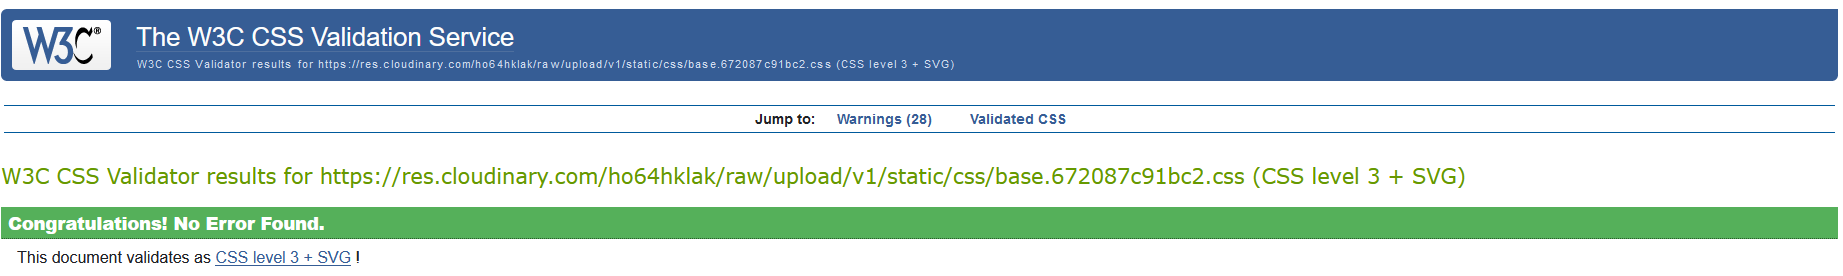 W3C®
The W3C CSS Validation Service
W3C CSS Validator results for https://res.cloudinary.com/ho64hklak/raw/upload/v1/static/css/base.672087c91bc2.css (CSS level 3 + SVG)
Jump to: Warnings (28) Validated CSS
W3C CSS Validator results for https://res.cloudinary.com/ho64hklak/raw/upload/v1/static/css/base.672087c91bc2.css (CSS level 3 + SVG)
Congratulations! No Error Found.
This document validates as CSS level 3 + SVG !